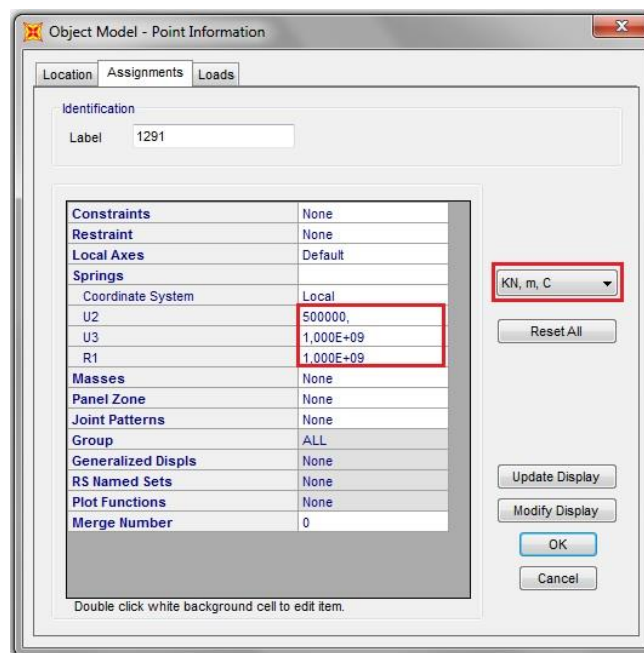 Object Model - Point Information
x
Location Assignments Loads
Identification
Label 1291
Constraints None
Restraint None
Local Axes Default
Springs
Coordinate System Local
U2 500000,
U3 1,000E+09
R1 1,000E+09
Masses None
Panel Zone None
Joint Patterns None
Group ALL
Generalized Displs None
RS Named Sets None
Plot Functions None
Merge Number 0
Double click white background cell to edit item.
KN, m, C
Reset All
Update Display
Modify Display
OK
Cancel